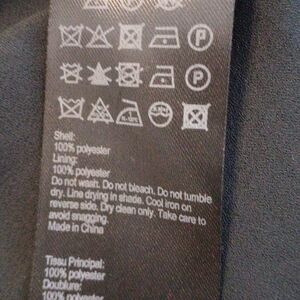 P
P
Shell:
100% polyester
Lining:
100% polyester
Do not wash. Do not bleach. Do not tumble
dry. Line drying in shade. Cool iron on
reverse side. Dry clean only. Take care to
avoid snagging.
Made in China
Tissu Principal:
100% polyester
Doublure:
100% polyester